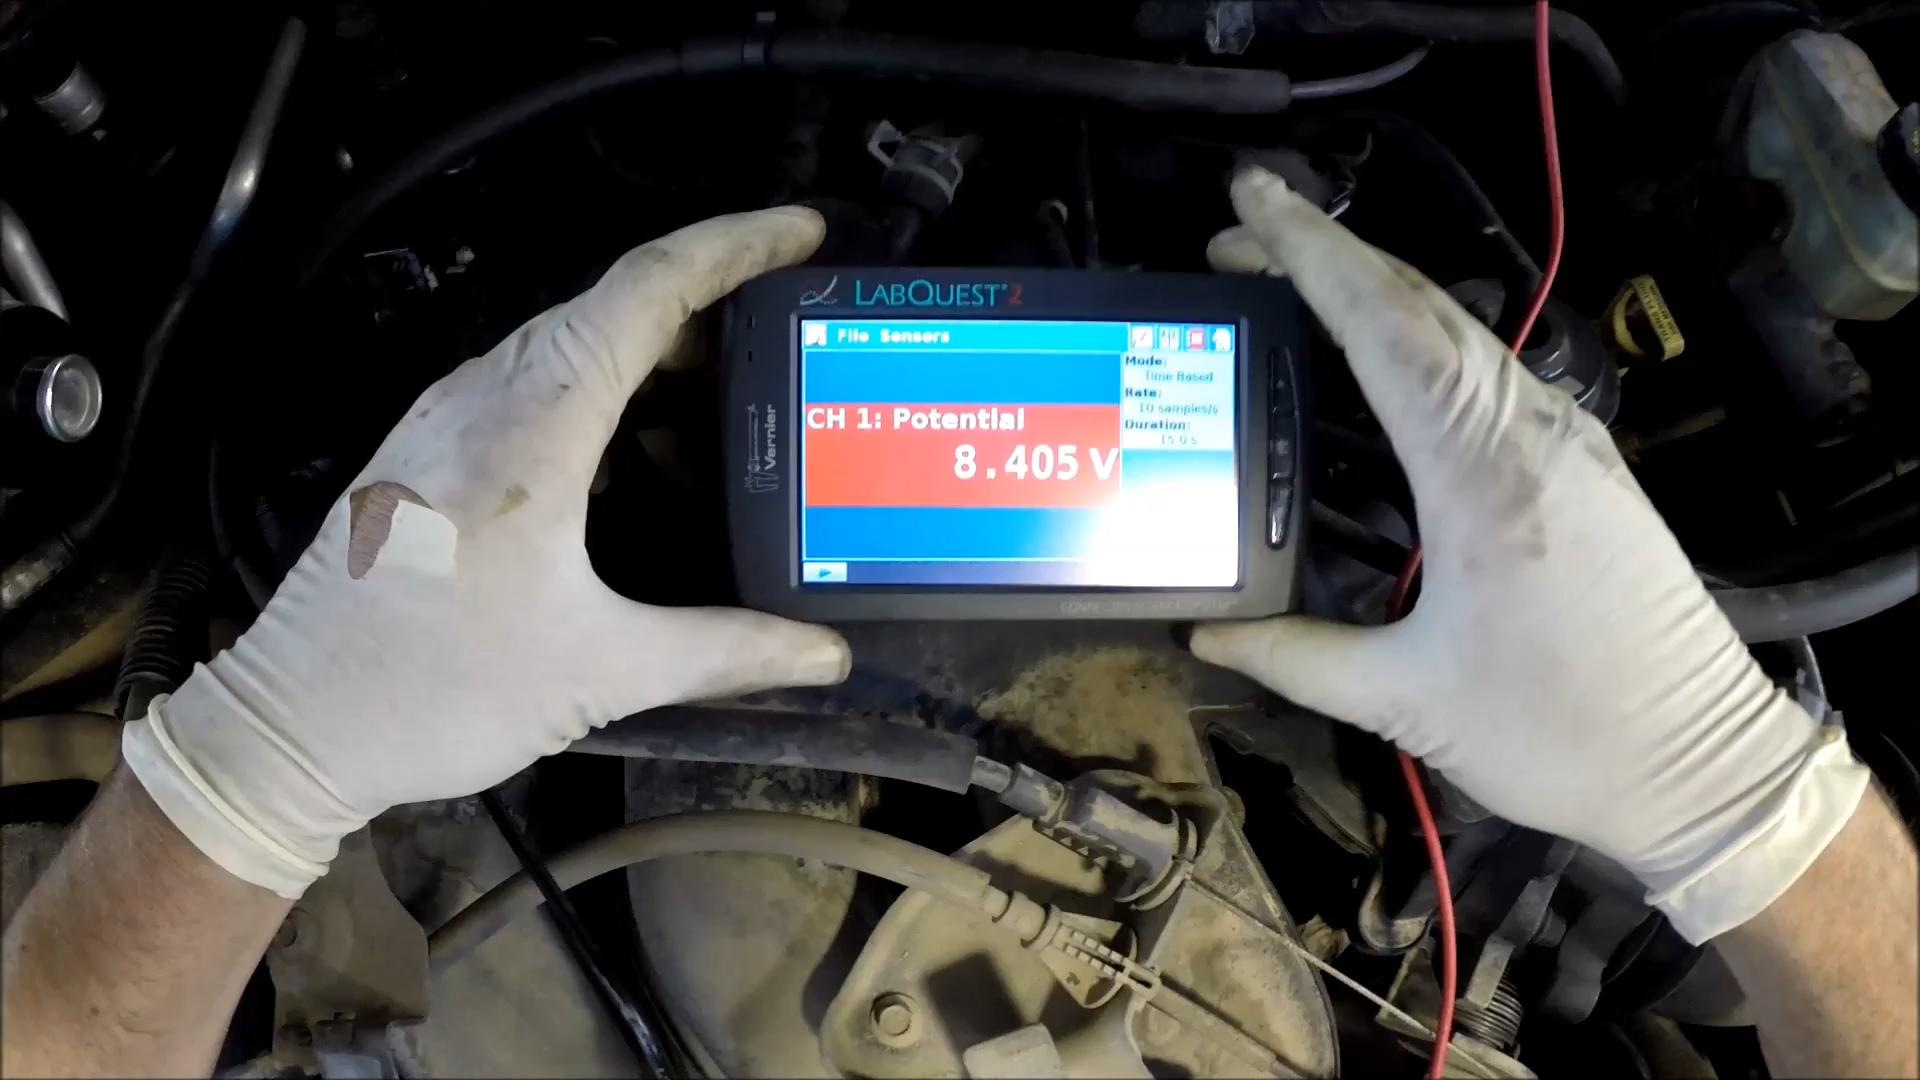 LABQUEST 2
File Sensors
Mode:
Time Based
Rate:
10 samples/s
Duration:
15.0 s
CH 1: Potential
8.405 V
Vernier